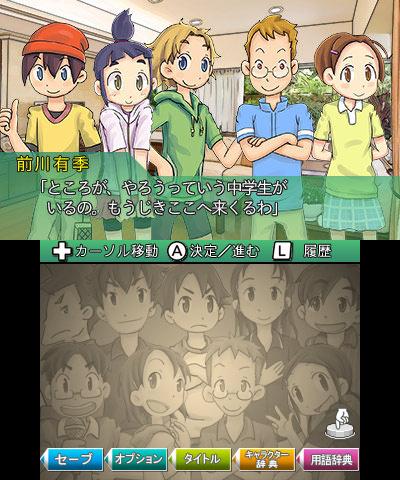 前川有季
「ところが、やろうっていう中学生が
いるの。もうじきここへ来くるわ」
カーソル移動 A 決定／進む L 履歴
セーブ オプション タイトル キャラクター辞典 用語辞典